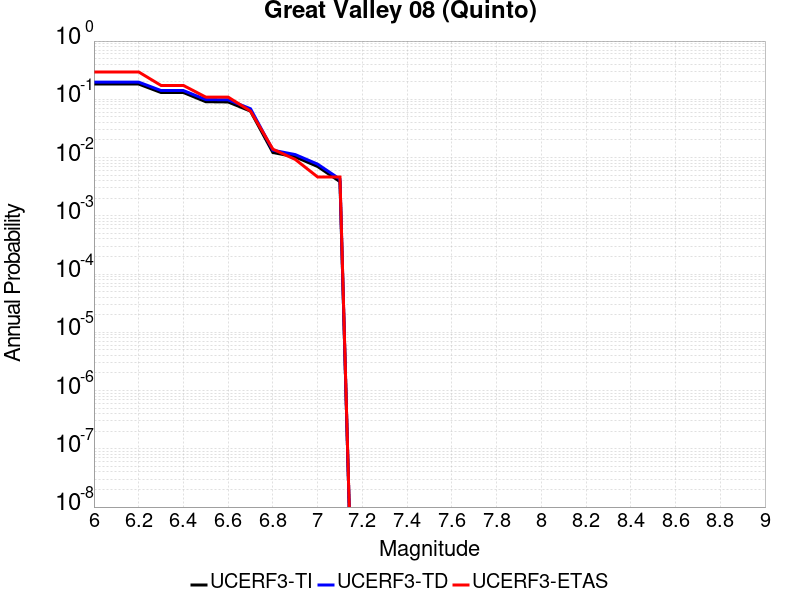 Great Valley 08 (Quinto)
10^0
10^-1
10^-2
10^-3
10^-4
10^-5
10^-6
10^-7
10^-8
Annual Probability
6 6.2 6.4 6.6 6.8 7 7.2 7.4 7.6 7.8 8 8.2 8.4 8.6 8.8 9
Magnitude
UCERF3-TI UCERF3-TD UCERF3-ETAS